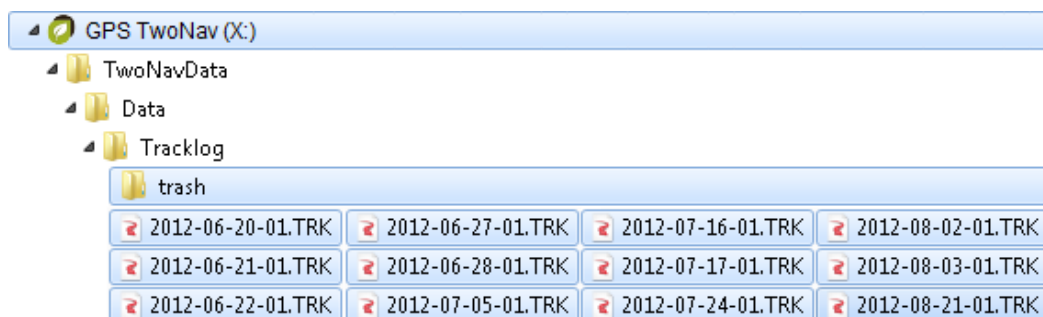 GPS TwoNav (X:)
TwoNavData
Data
Tracklog
trash
2012-06-20-01.TRK 2012-06-27-01.TRK 2012-07-16-01.TRK 2012-08-02-01.TRK
2012-06-21-01.TRK 2012-06-28-01.TRK 2012-07-17-01.TRK 2012-08-03-01.TRK
2012-06-22-01.TRK 2012-07-05-01.TRK 2012-07-24-01.TRK 2012-08-21-01.TRK